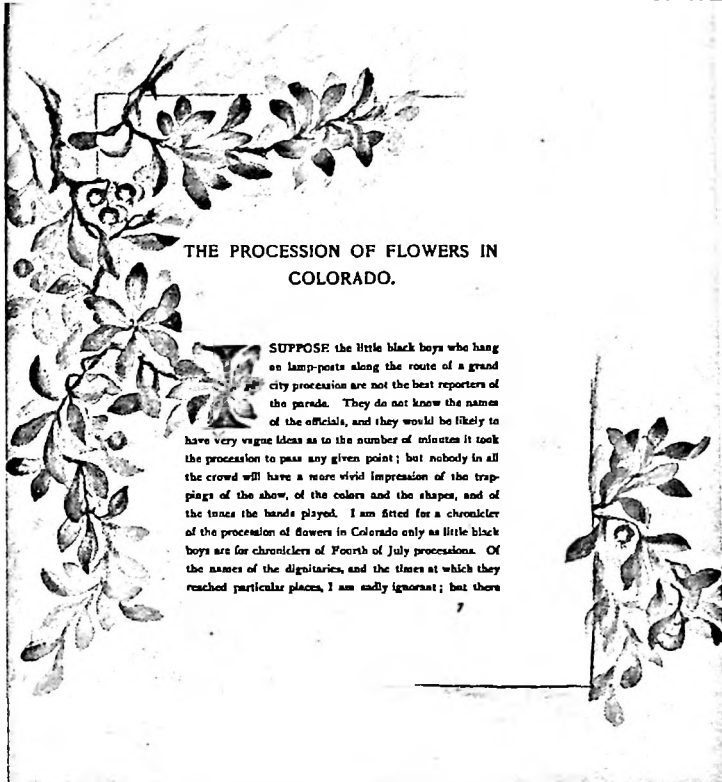 THE PROCESSION OF FLOWERS IN
COLORADO.
I SUPPOSE the little black boys who hang
on lamp-posts along the route of a grand
city procession are not the best reporters of
the parade. They do not know the names
of the officials, and they would be likely to
have very vague ideas as to the number of minutes it took
the procession to pass any given point; but nobody in all
the crowd will have a more vivid impression of the trap-
pings of the show, of the colors and the shapes, and of
the tunes the bands played. I am fitted for a chronicler
of the procession of flowers in Colorado only as little black
boys are for chroniclers of Fourth of July processions. Of
the names of the dignitaries, and the times at which they
reached particular places, I am sadly ignorant; but there
7